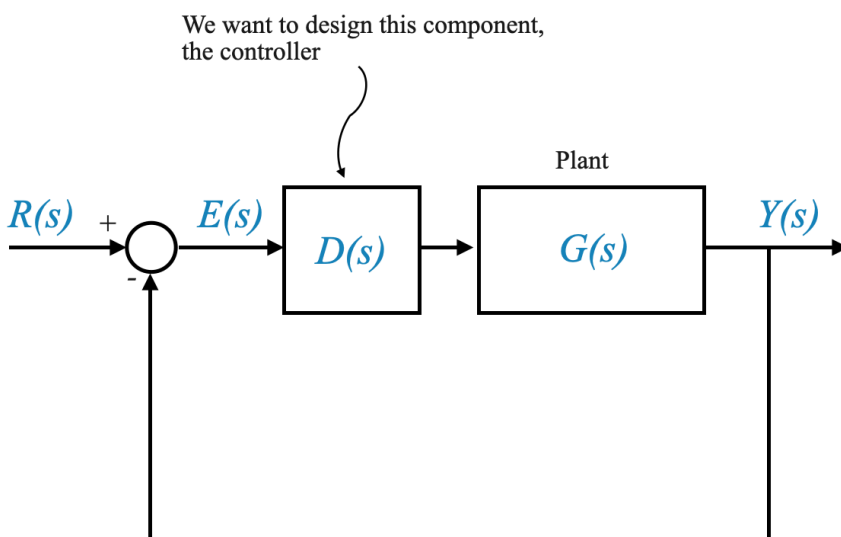 We want to design this component,
the controller
Plant
R(s)
+
E(s)
D(s)
G(s)
Y(s)
-